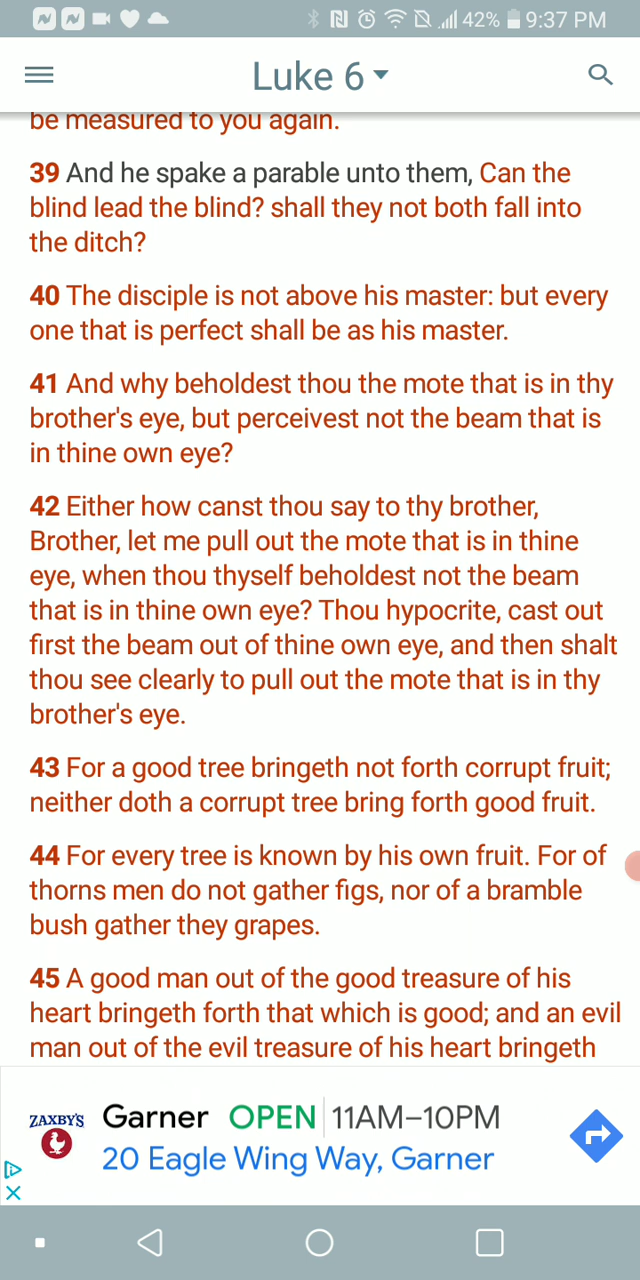 42% 9:37 PM
Luke 6
be measured to you again.
39 And he spake a parable unto them, Can the
blind lead the blind? shall they not both fall into
the ditch?
40 The disciple is not above his master: but every
one that is perfect shall be as his master.
41 And why beholdest thou the mote that is in thy
brother's eye, but perceivest not the beam that is
in thine own eye?
42 Either how canst thou say to thy brother,
Brother, let me pull out the mote that is in thine
eye, when thou thyself beholdest not the beam
that is in thine own eye? Thou hypocrite, cast out
first the beam out of thine own eye, and then shalt
thou see clearly to pull out the mote that is in thy
brother's eye.
43 For a good tree bringeth not forth corrupt fruit;
neither doth a corrupt tree bring forth good fruit.
44 For every tree is known by his own fruit. For of
thorns men do not gather figs, nor of a bramble
bush gather they grapes.
45 A good man out of the good treasure of his
heart bringeth forth that which is good; and an evil
man out of the evil treasure of his heart bringeth
ZAXBY'S
Garner OPEN 11AM–10PM
20 Eagle Wing Way, Garner